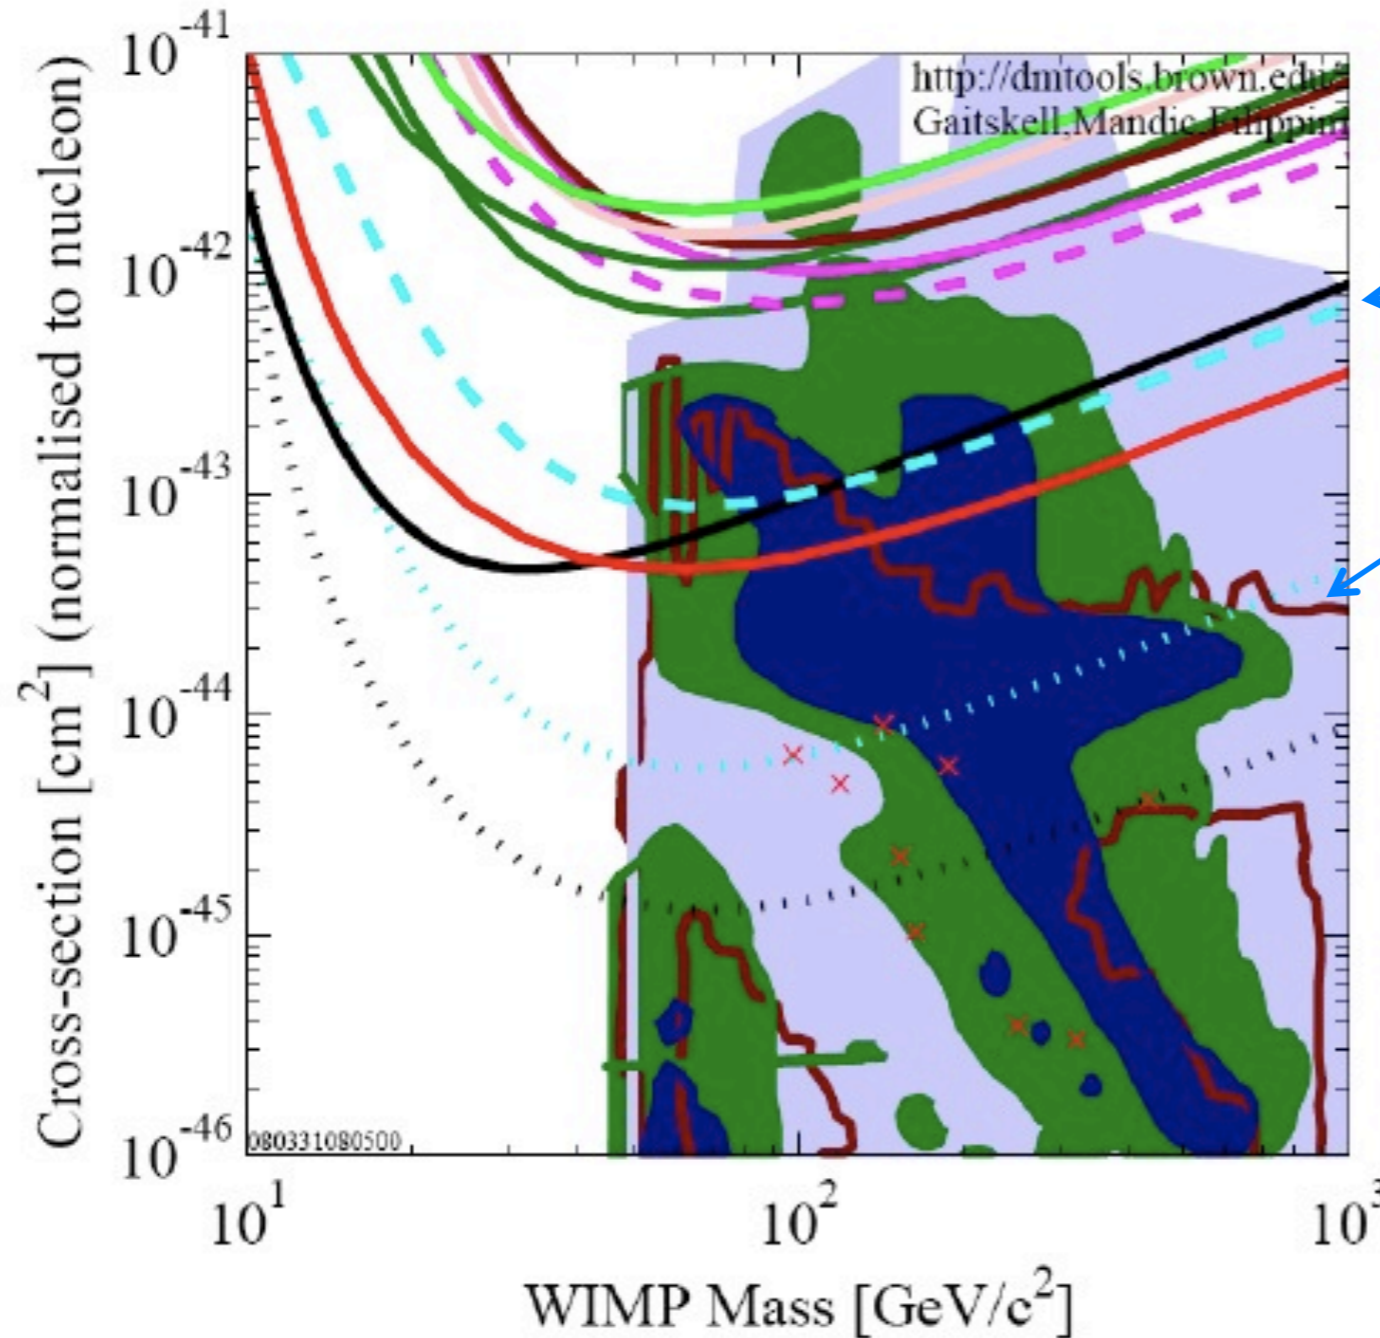 10^-41
10^-42
10^-43
10^-44
10^-45
10^-46
Cross-section [cm^2] (normalised to nucleon)
http://dmtools.brown.edu/
Gaitskell,Mandic,Filippini
080331080500
10^1
10^2
10^3
WIMP Mass [GeV/c^2]